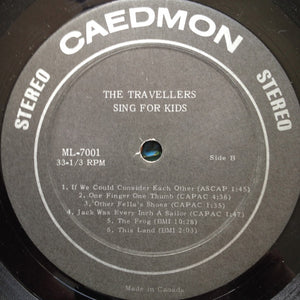 CAEDMON
STEREO
STEREO
THE TRAVELLERS
SING FOR KIDS
ML-7001
33-1/3 RPM
Side B
1. If We Could Consider Each Other (ASCAP 1:45)
2. One Finger One Thumb (CAPAC 1:46)
3. Other Fella's Shoes (CAPAC 1:35)
4. Jack Was Every Inch A Sailor (CAPAC 1:47)
5. The Frog (BMI 10:28)
6. This Land (BMI 2:03)
Made in Canada